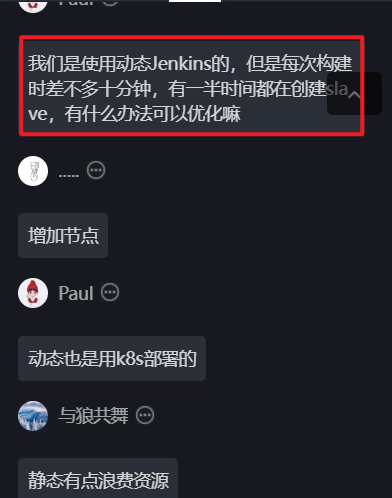 Paul
我们是使用动态Jenkins的，但是每次构建
时差不多十分钟，有一半时间都在创建sla
ve，有什么办法可以优化嘛
.....
增加节点
Paul
动态也是用k8s部署的
与狼共舞
静态有点浪费资源